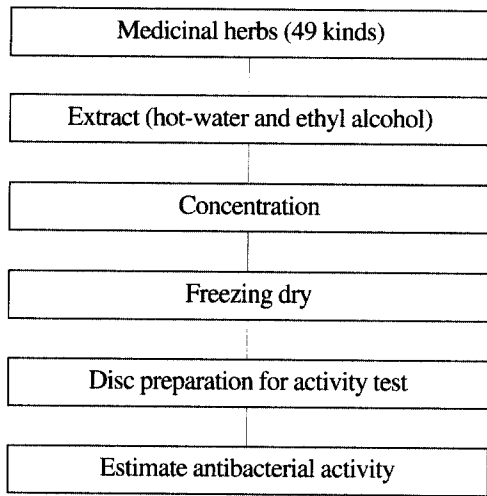 Medicinal herbs (49 kinds)
Extract (hot-water and ethyl alcohol)
Concentration
Freezing dry
Disc preparation for activity test
Estimate antibacterial activity